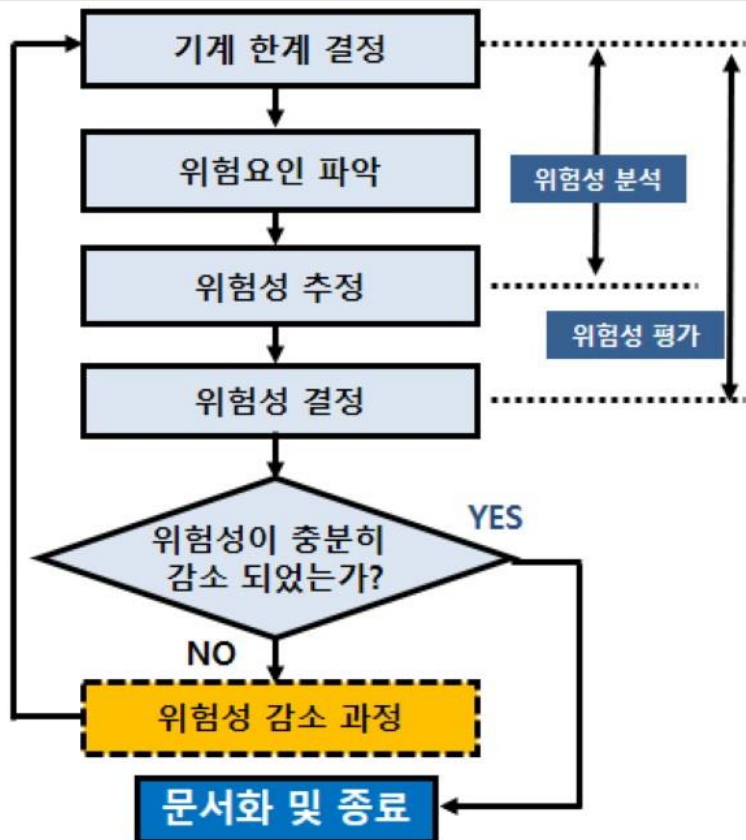 기계 한계 결정
위험요인 파악
위험성 분석
위험성 추정
위험성 평가
위험성 결정
위험성이 충분히
감소 되었는가?
YES
NO
위험성 감소 과정
문서화 및 종료